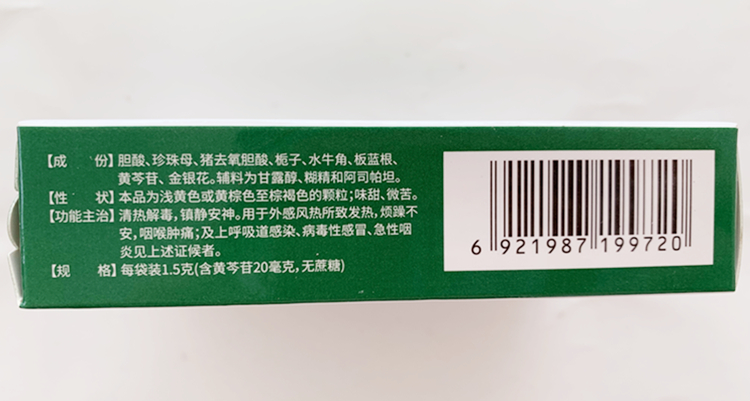 【成　份】胆酸、珍珠母、猪去氧胆酸、栀子、水牛角、板蓝根、
黄芩苷、金银花。辅料为甘露醇、糊精和阿司帕坦。
【性　状】本品为浅黄色或黄棕色至棕褐色的颗粒；味甜、微苦。
【功能主治】清热解毒，镇静安神。用于外感风热所致发热，烦躁不
安，咽喉肿痛；及上呼吸道感染、病毒性感冒、急性咽
炎见上述证候者。
【规　格】每袋装1.5克(含黄芩苷20毫克，无蔗糖)
6 921987 199720